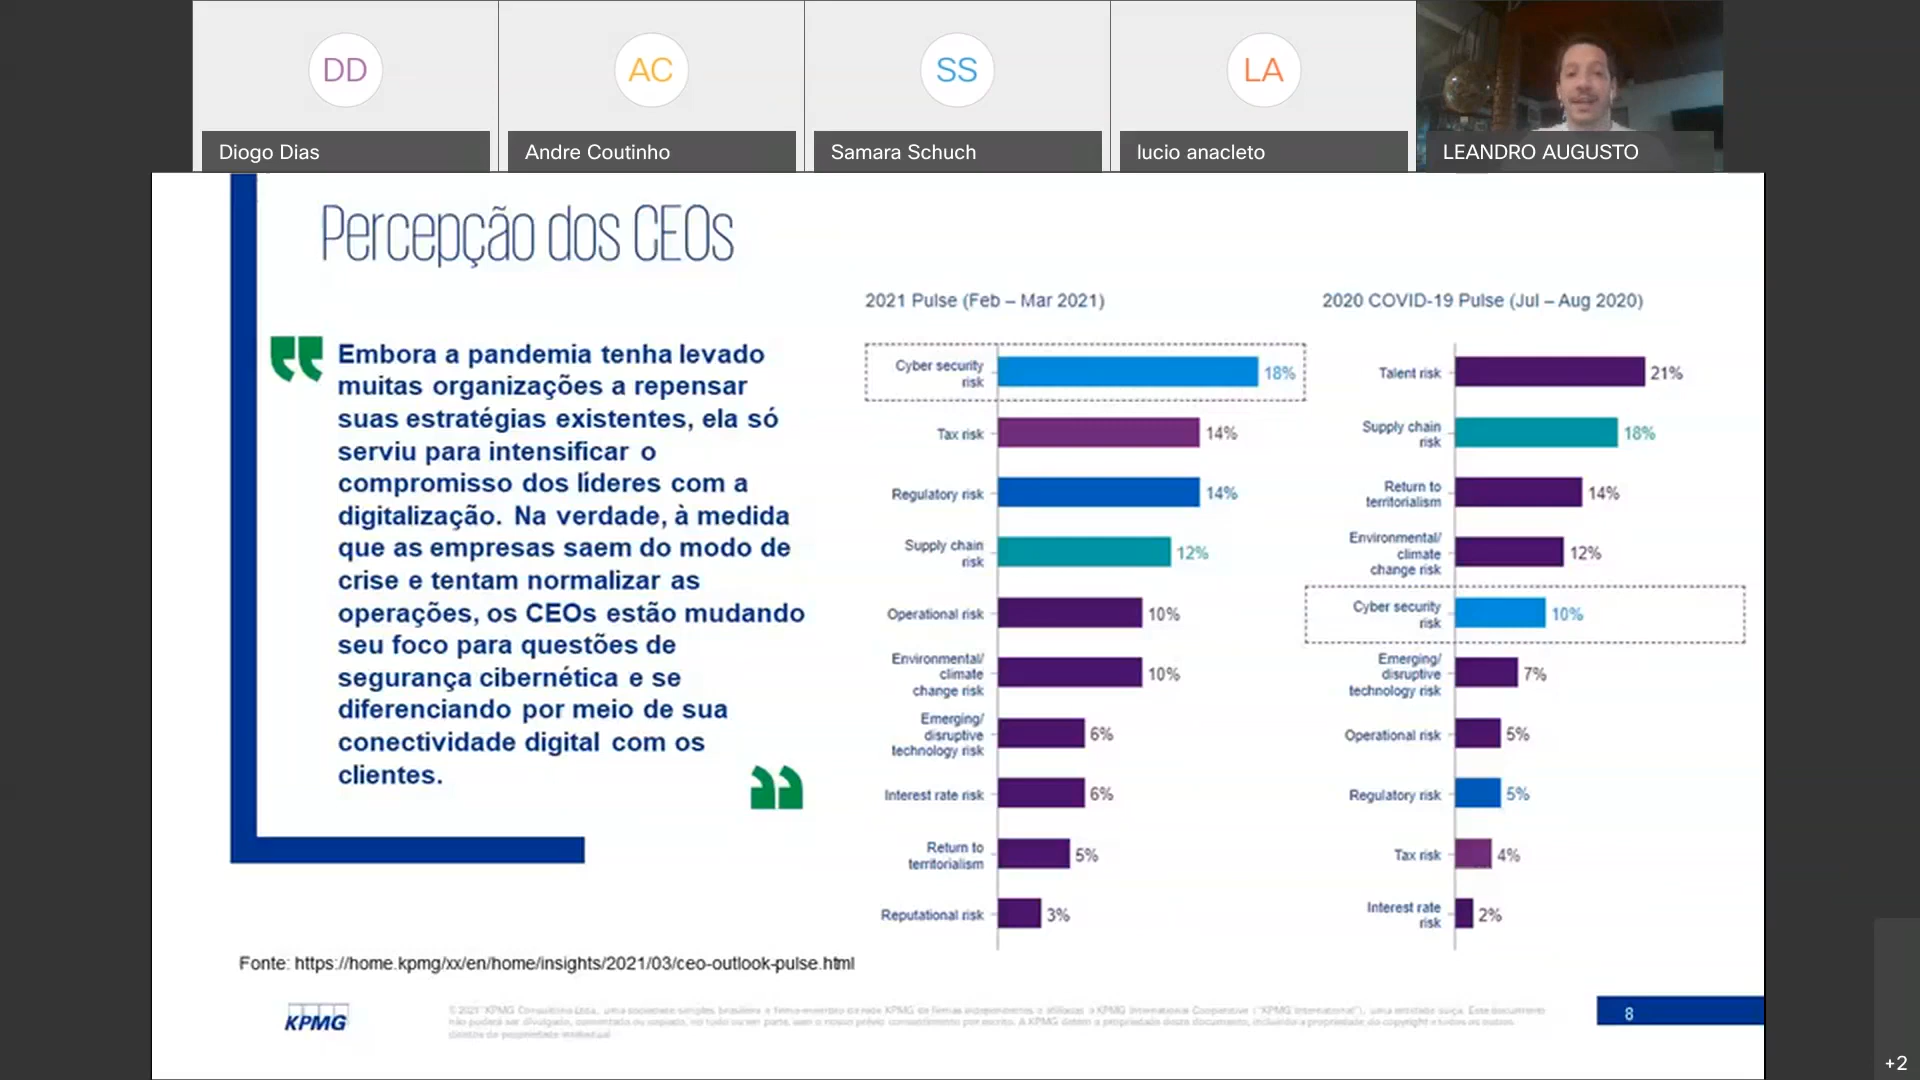 DD
AC
SS
LA
Diogo Dias
Andre Coutinho
Samara Schuch
lucio anacleto
LEANDRO AUGUSTO
Percepção dos CEOs
Embora a pandemia tenha levado
muitas organizações a repensar
suas estratégias existentes, ela só
serviu para intensificar o
compromisso dos líderes com a
digitalização. Na verdade, à medida
que as empresas saem do modo de
crise e tentam normalizar as
operações, os CEOs estão mudando
seu foco para questões de
segurança cibernética e se
diferenciando por meio de sua
conectividade digital com os
clientes.
2021 Pulse (Feb – Mar 2021)
Cyber security
risk
18%
Tax risk
14%
Regulatory risk
14%
Supply chain
risk
12%
Operational risk
10%
Environmental/
climate
change risk
10%
Emerging/
disruptive
technology risk
6%
Interest rate risk
6%
Return to
territorialism
5%
Reputational risk
3%
2020 COVID-19 Pulse (Jul – Aug 2020)
Talent risk
21%
Supply chain
risk
18%
Return to
territorialism
14%
Environmental/
climate
change risk
12%
Cyber security
risk
10%
Emerging/
disruptive
technology risk
7%
Operational risk
5%
Regulatory risk
5%
Tax risk
4%
Interest rate
risk
2%
Fonte: https://home.kpmg/xx/en/home/insights/2021/03/ceo-outlook-pulse.html
KPMG
8
+2